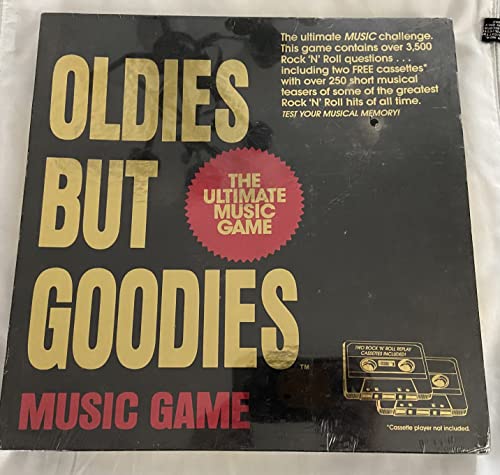 OLDIES
BUT
GOODIES™
MUSIC GAME
THE
ULTIMATE
MUSIC
GAME
The ultimate MUSIC challenge.
This game contains over 3,500
Rock 'N' Roll questions . . .
including two FREE cassettes*
with over 250 short musical
teasers of some of the greatest
Rock 'N' Roll hits of all time.
TEST YOUR MUSICAL MEMORY!
TWO ROCK 'N' ROLL REPLAY
CASSETTES INCLUDED!
*Cassette player not included.